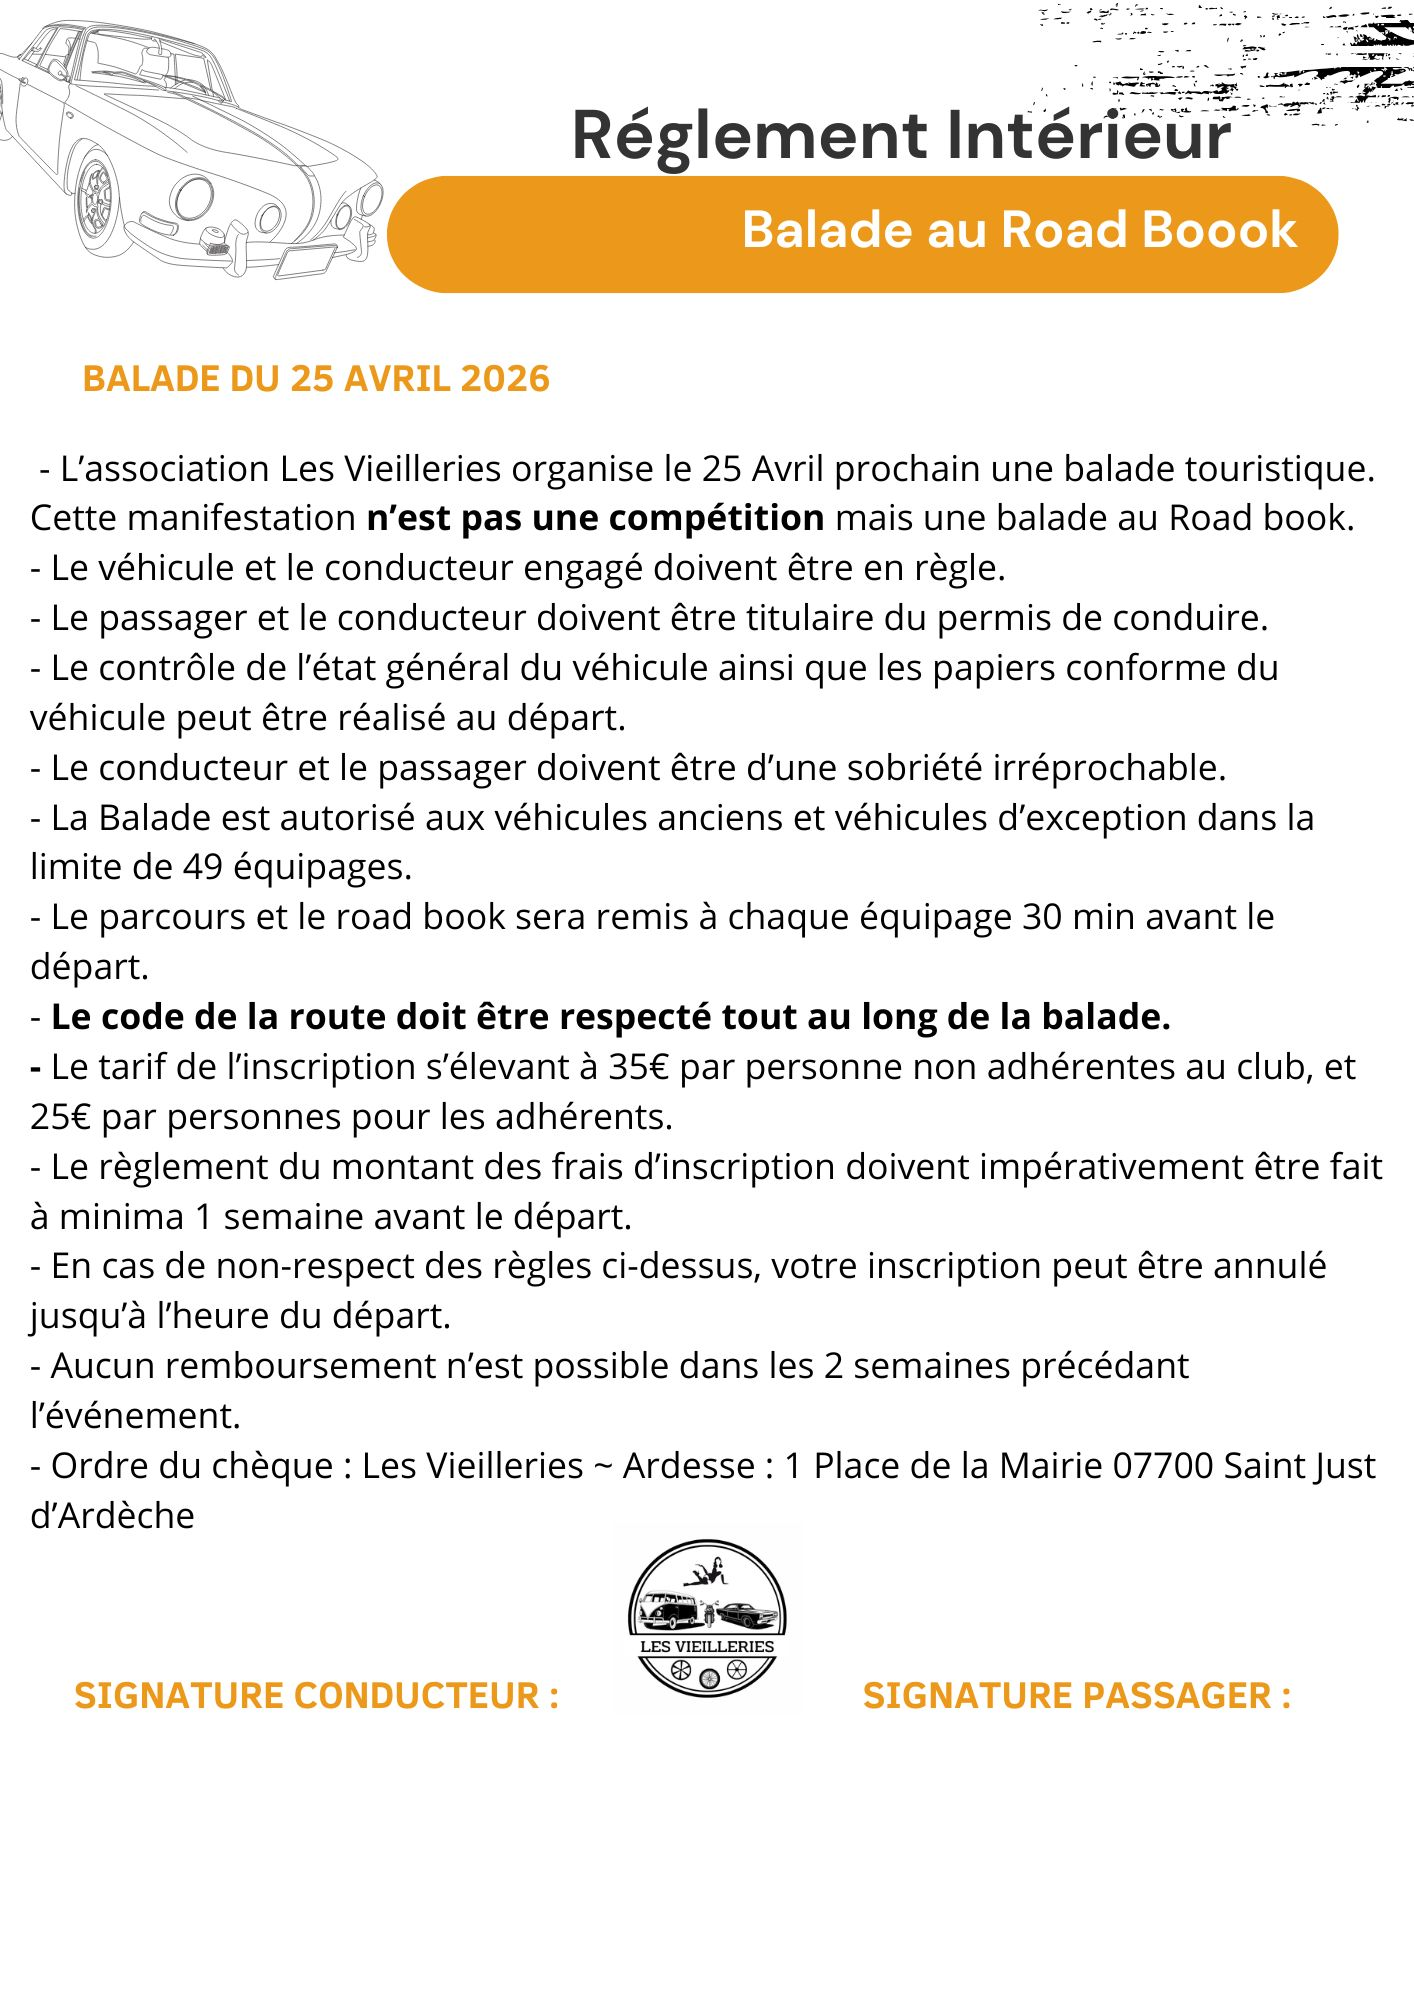 Réglement Intérieur
Balade au Road Boook
BALADE DU 25 AVRIL 2026
- L’association Les Vieilleries organise le 25 Avril prochain une balade touristique.
Cette manifestation n’est pas une compétition mais une balade au Road book.
- Le véhicule et le conducteur engagé doivent être en règle.
- Le passager et le conducteur doivent être titulaire du permis de conduire.
- Le contrôle de l’état général du véhicule ainsi que les papiers conforme du
véhicule peut être réalisé au départ.
- Le conducteur et le passager doivent être d’une sobriété irréprochable.
- La Balade est autorisé aux véhicules anciens et véhicules d’exception dans la
limite de 49 équipages.
- Le parcours et le road book sera remis à chaque équipage 30 min avant le
départ.
- Le code de la route doit être respecté tout au long de la balade.
- Le tarif de l’inscription s’élevant à 35€ par personne non adhérentes au club, et
25€ par personnes pour les adhérents.
- Le règlement du montant des frais d’inscription doivent impérativement être fait
à minima 1 semaine avant le départ.
- En cas de non-respect des règles ci-dessus, votre inscription peut être annulé
jusqu’à l’heure du départ.
- Aucun remboursement n’est possible dans les 2 semaines précédant
l’événement.
- Ordre du chèque : Les Vieilleries ~ Ardesse : 1 Place de la Mairie 07700 Saint Just
d’Ardèche
LES VIEILLERIES
SIGNATURE CONDUCTEUR :
SIGNATURE PASSAGER :